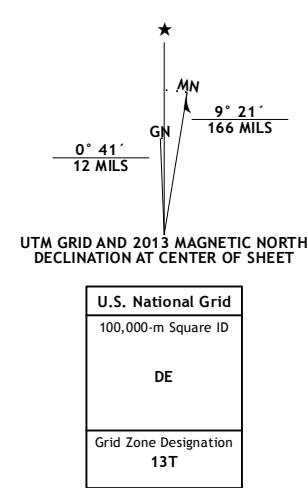 ★
MN
GN
9° 21´
166 MILS
0° 41´
12 MILS
UTM GRID AND 2013 MAGNETIC NORTH
DECLINATION AT CENTER OF SHEET
U.S. National Grid
100,000-m Square ID
DE
Grid Zone Designation
13T